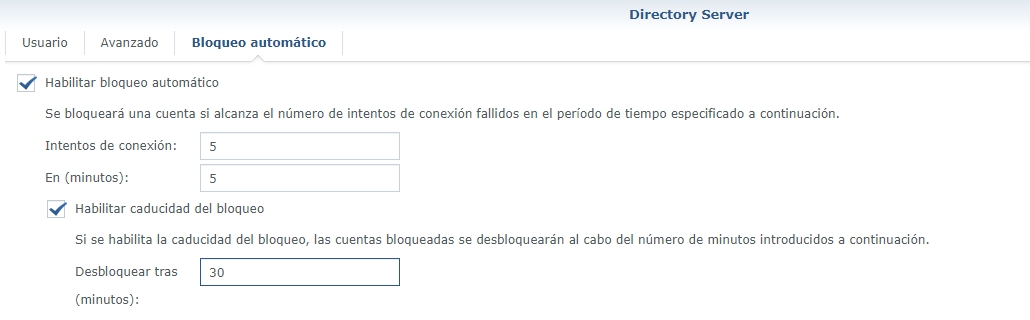 Directory Server
Usuario Avanzado Bloqueo automático
Habilitar bloqueo automático
Se bloqueará una cuenta si alcanza el número de intentos de conexión fallidos en el período de tiempo especificado a continuación.
Intentos de conexión: 5
En (minutos): 5
Habilitar caducidad del bloqueo
Si se habilita la caducidad del bloqueo, las cuentas bloqueadas se desbloquearán al cabo del número de minutos introducidos a continuación.
Desbloquear tras 30
(minutos):